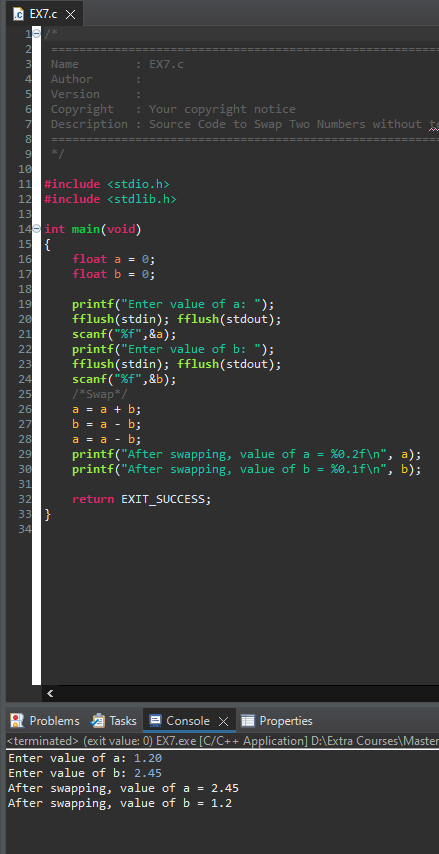 EX7.c
1 /*
2 ========================================================
3 Name        : EX7.c
4 Author      :
5 Version     :
6 Copyright   : Your copyright notice
7 Description : Source Code to Swap Two Numbers without
8 ========================================================
9 */
10
11 #include <stdio.h>
12 #include <stdlib.h>
13
14 int main(void)
15 {
16     float a = 0;
17     float b = 0;
18
19     printf("Enter value of a: ");
20     fflush(stdin); fflush(stdout);
21     scanf("%f",&a);
22     printf("Enter value of b: ");
23     fflush(stdin); fflush(stdout);
24     scanf("%f",&b);
25     /*Swap*/
26     a = a + b;
27     b = a - b;
28     a = a - b;
29     printf("After swapping, value of a = %0.2f\n", a);
30     printf("After swapping, value of b = %0.1f\n", b);
31
32     return EXIT_SUCCESS;
33 }
34
Problems Tasks Console Properties
<terminated> (exit value: 0) EX7.exe [C/C++ Application] D:\Extra Courses\Master
Enter value of a: 1.20
Enter value of b: 2.45
After swapping, value of a = 2.45
After swapping, value of b = 1.2